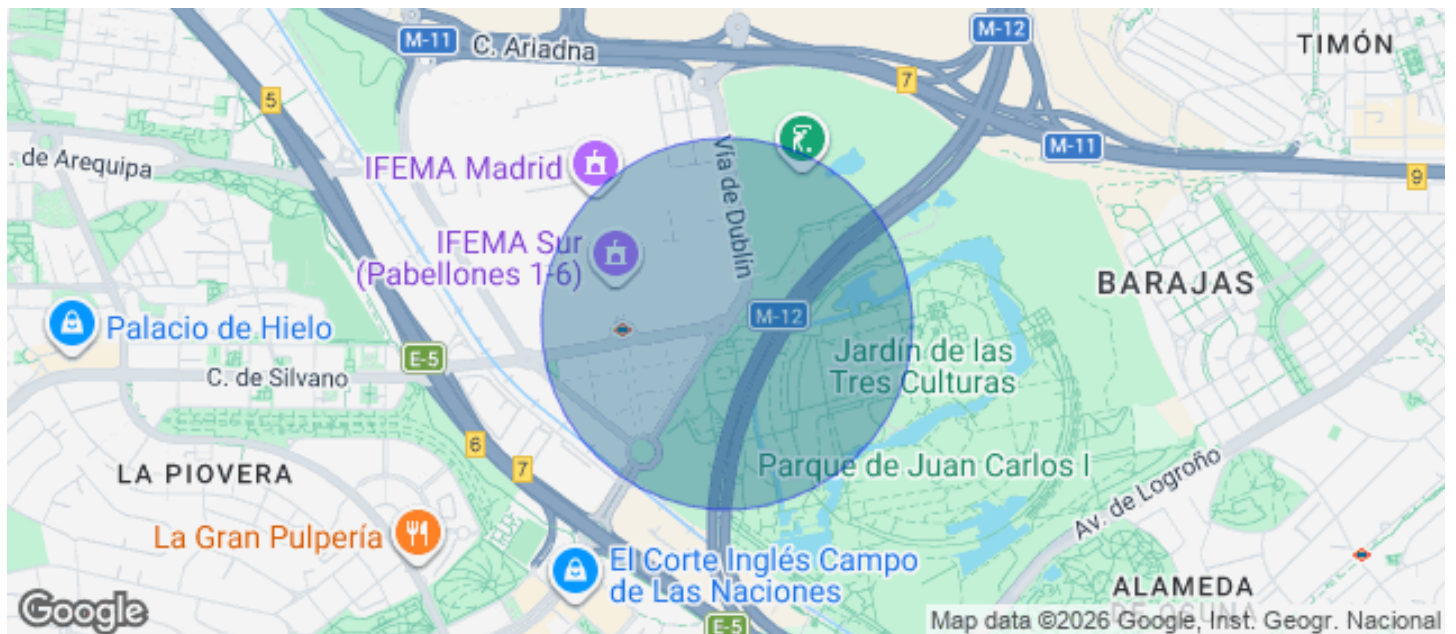 M-11
C. Ariadna
M-12
TIMÓN
7
5
M-11
9
. de Arequipa
IFEMA Madrid
Vía de Dublín
IFEMA Sur
(Pabellones 1-6)
BARAJAS
M-12
Palacio de Hielo
E-5
C. de Silvano
Jardín de las
Tres Culturas
6
7
LA PIOVERA
Parque de Juan Carlos I
Av. de Logroño
La Gran Pulpería
El Corte Inglés Campo
de Las Naciones
ALAMEDA
DE OSUNA
E-5
Google
Map data ©2026 Google, Inst. Geogr. Nacional